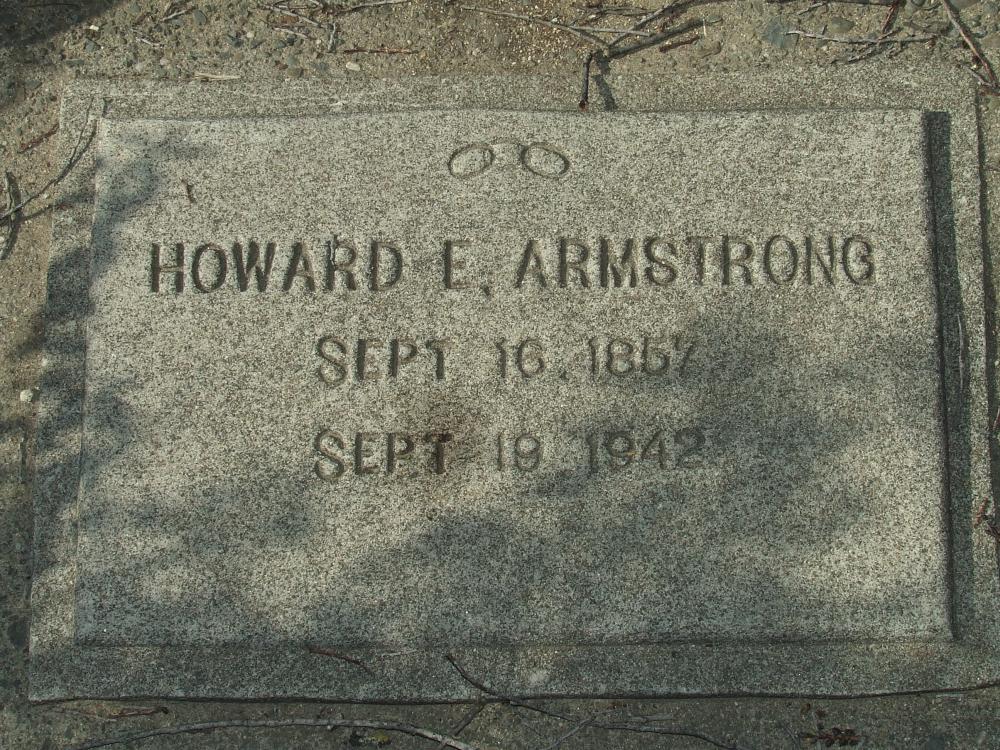 HOWARD E. ARMSTRONG
SEPT 16. 1857
SEPT 19 1942